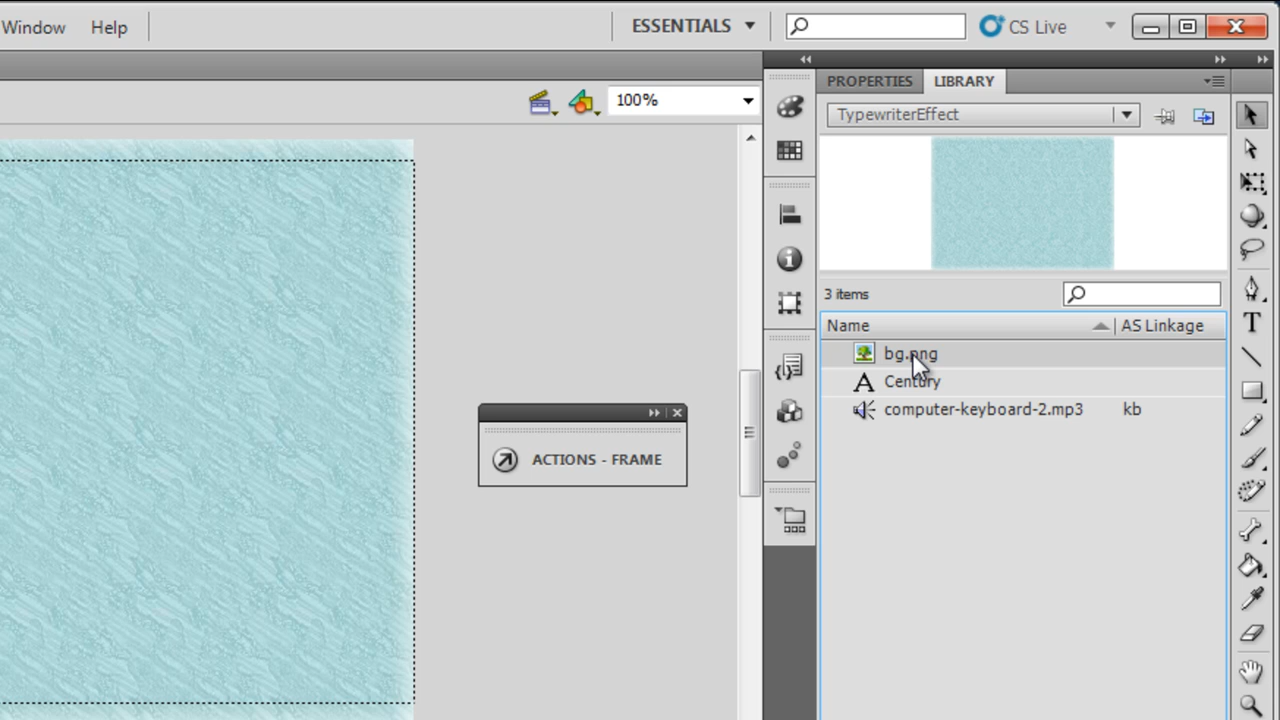 Window Help ESSENTIALS CS Live
PROPERTIES LIBRARY
100%
TypewriterEffect
3 items
Name AS Linkage
bg.png
Century
computer-keyboard-2.mp3 kb
ACTIONS - FRAME